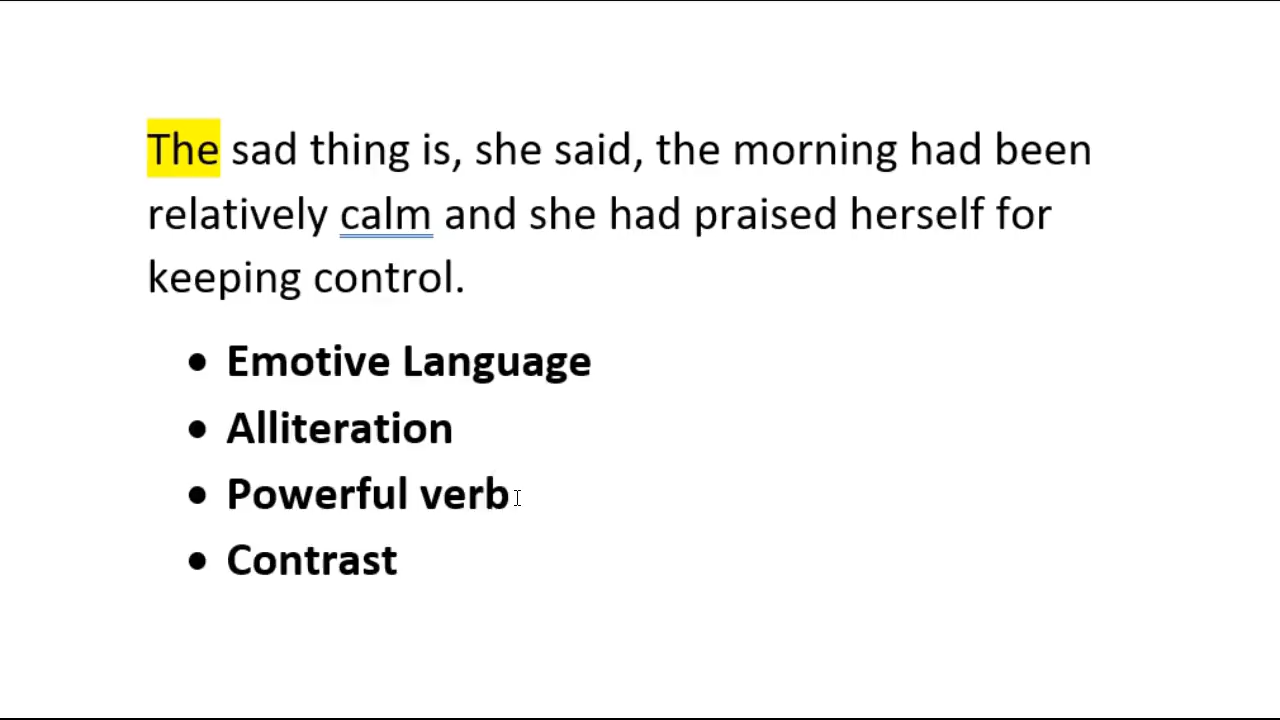 The sad thing is, she said, the morning had been
relatively calm and she had praised herself for
keeping control.
• Emotive Language
• Alliteration
• Powerful verb
• Contrast